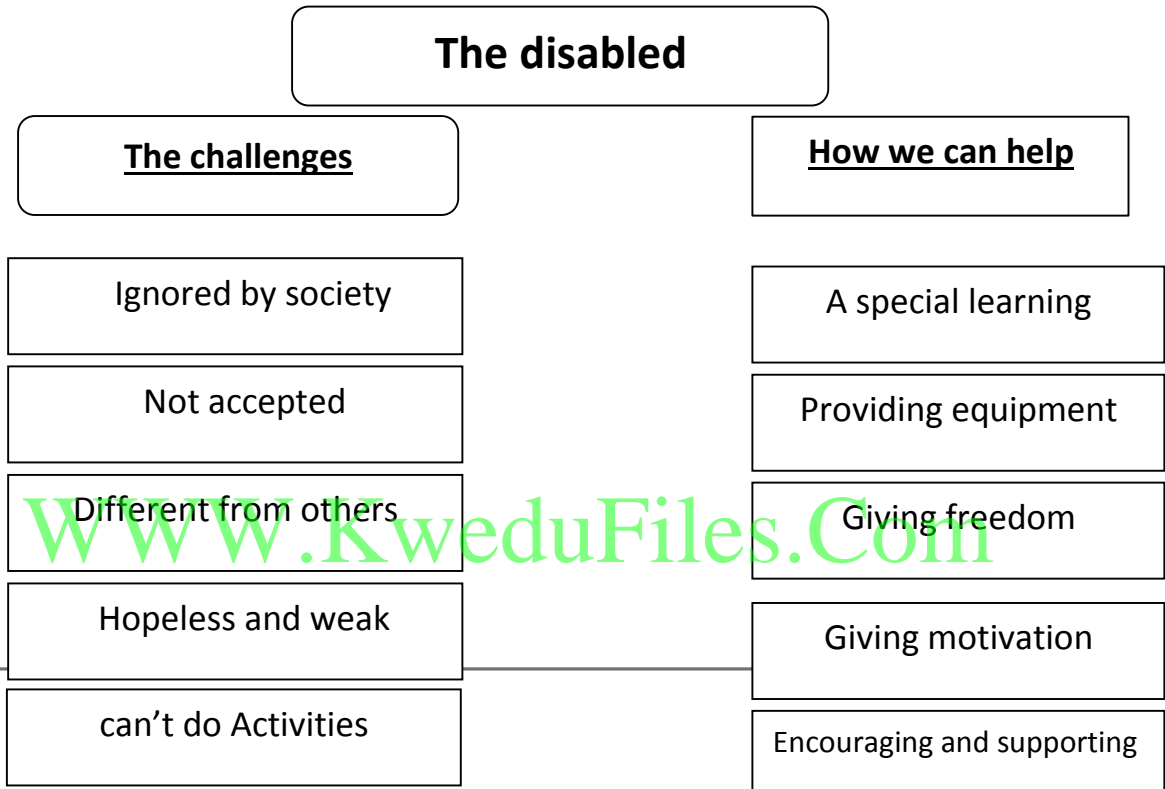 The disabled
The challenges
Ignored by society
Not accepted
Different from others
Hopeless and weak
can't do Activities
How we can help
A special learning
Providing equipment
Giving freedom
Giving motivation
Encouraging and supporting
WWW.KweduFiles.Com